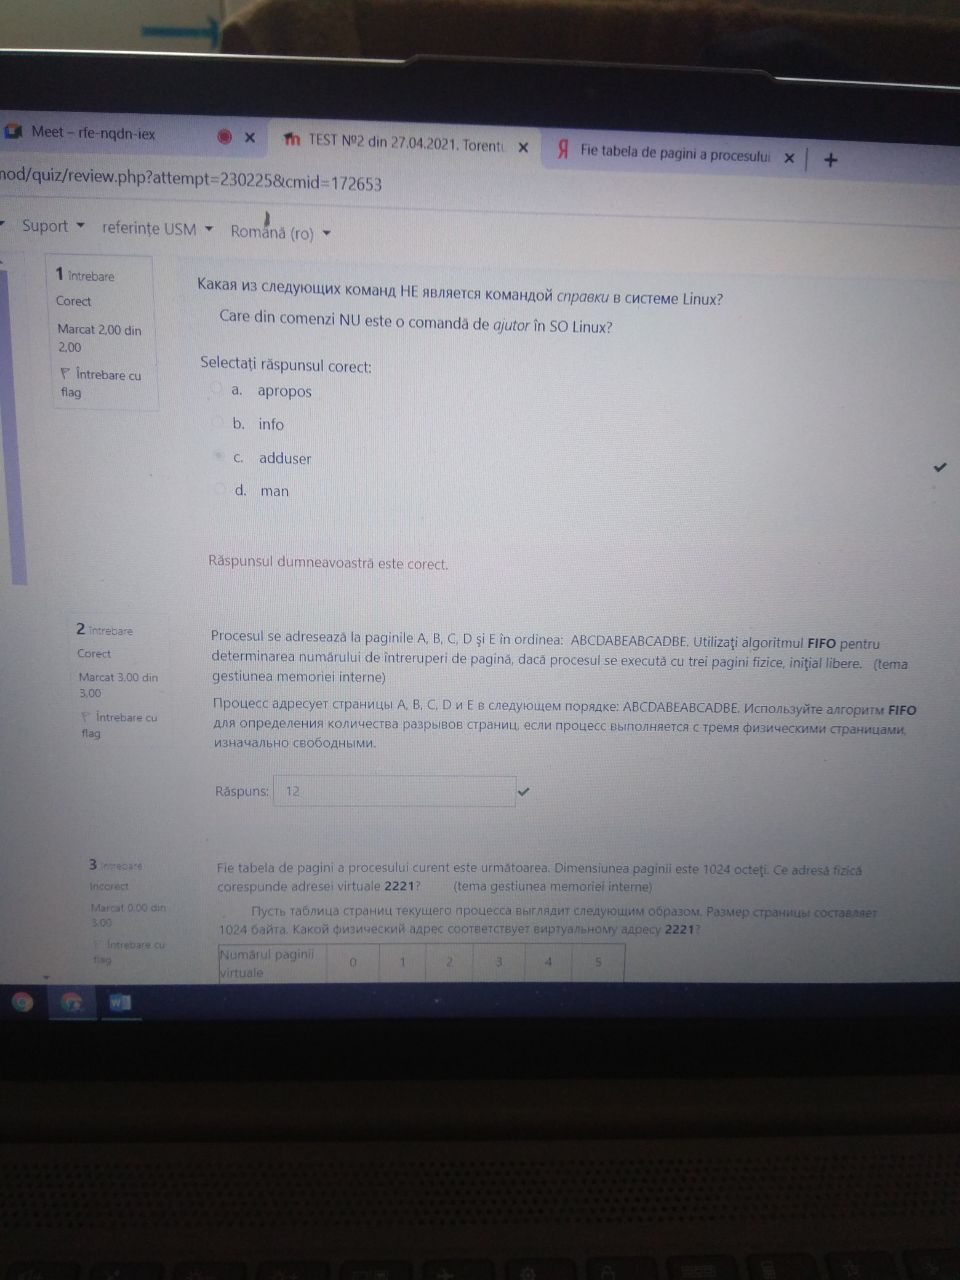 Meet – rfe-nqdn-iex
TEST №2 din 27.04.2021. Torentu
Fie tabela de pagini a procesului
nod/quiz/review.php?attempt=230225&cmid=172653
Suport referințe USM Română (ro)
1 întrebare
Corect
Marcat 2,00 din
2,00
Întrebare cu
flag
Какая из следующих команд НЕ является командой справки в системе Linux?
Care din comenzi NU este o comandă de ajutor în SO Linux?
Selectați răspunsul corect:
a. apropos
b. info
c. adduser
d. man
Răspunsul dumneavoastră este corect.
2 întrebare
Corect
Marcat 3,00 din
3,00
Întrebare cu
flag
Procesul se adresează la paginile A, B, C, D şi E în ordinea: ABCDABEABCADBE. Utilizaţi algoritmul FIFO pentru
determinarea numărului de întreruperi de pagină, dacă procesul se execută cu trei pagini fizice, iniţial libere. (tema
gestiunea memoriei interne)
Процесс адресует страницы A, B, C, D и E в следующем порядке: ABCDABEABCADBE. Используйте алгоритм FIFO
для определения количества разрывов страниц, если процесс выполняется с тремя физическими страницами,
изначально свободными.
Răspuns: 12
3 întrebare
Incorect
Marcat 0,00 din
3,00
Întrebare cu
flag
Fie tabela de pagini a procesului curent este următoarea. Dimensiunea paginii este 1024 octeţi. Ce adresă fizică
corespunde adresei virtuale 2221? (tema gestiunea memoriei interne)
Пусть таблица страниц текущего процесса выглядит следующим образом. Размер страницы составляет
1024 байта. Какой физический адрес соответствует виртуальному адресу 2221?
Numărul paginii
virtuale
0 1 2 3 4 5